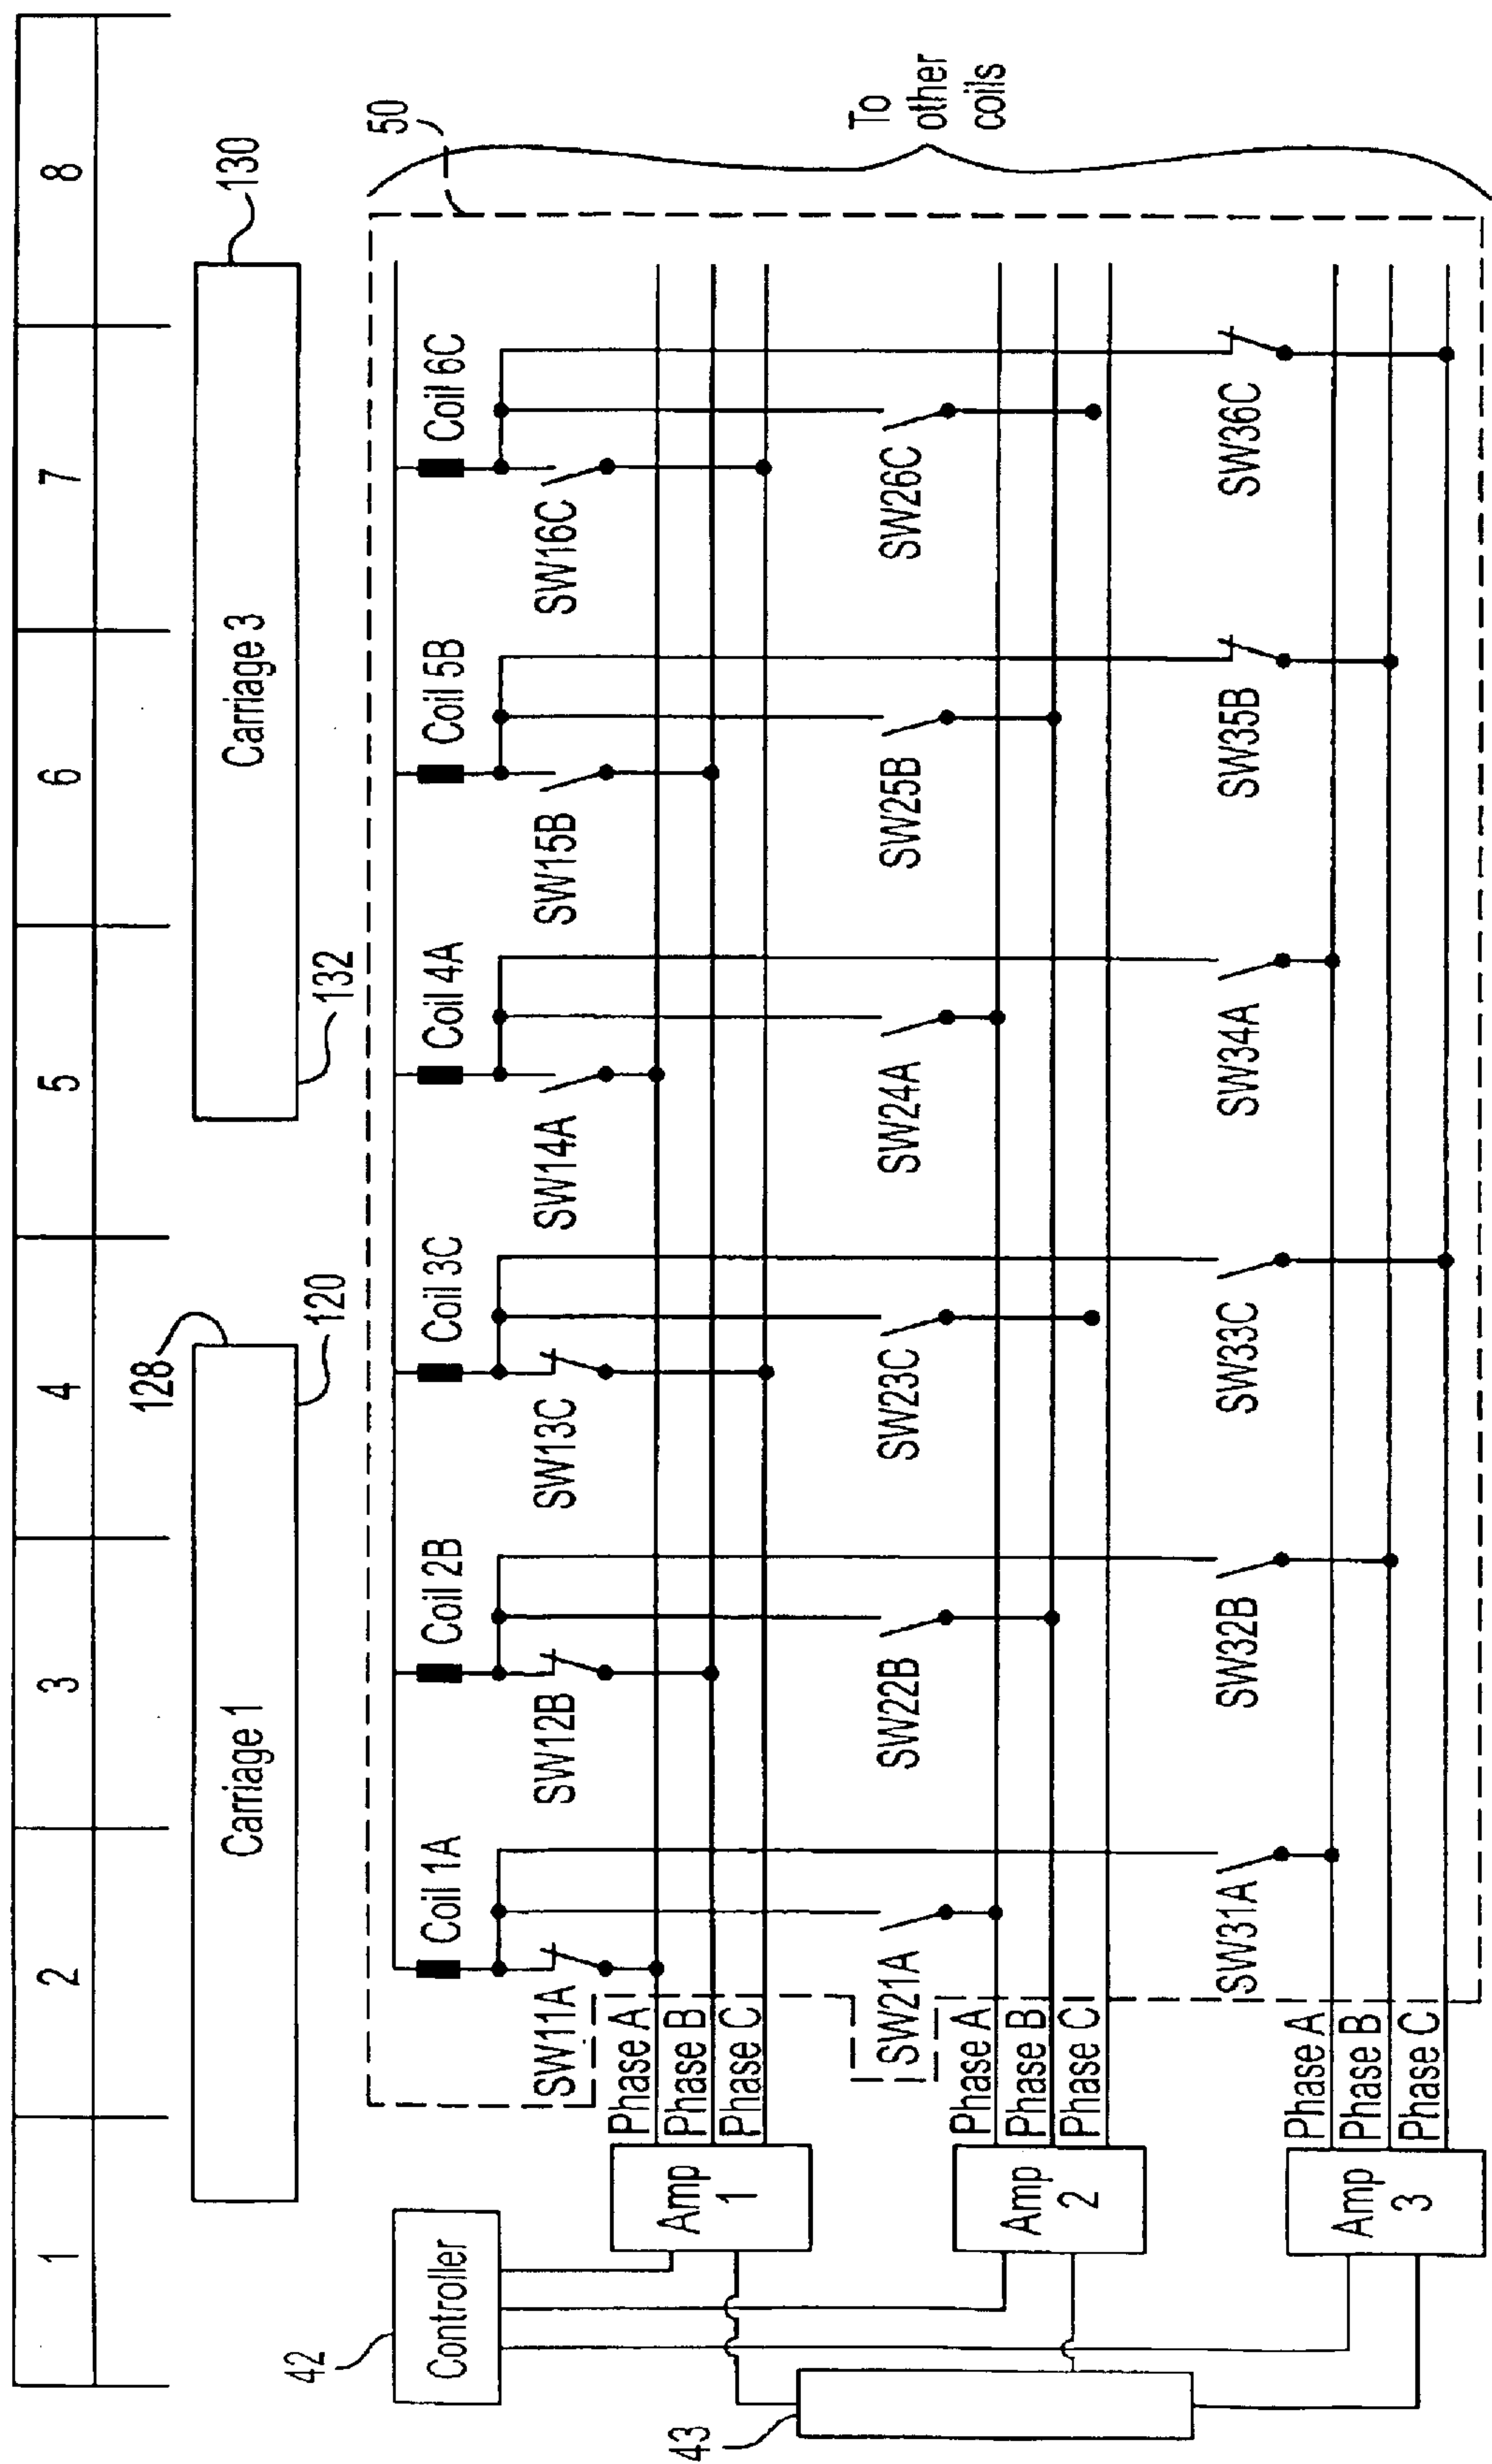 1
2
3
4
5
6
7
8
Carriage 1
Carriage 3
128
120
132
130
50
To
other
coils
Coil 1A
Coil 2B
Coil 3C
Coil 4A
Coil 5B
Coil 6C
SW11A
SW12B
SW13C
SW14A
SW15B
SW16C
42
Controller
Amp
1
Phase A
Phase B
Phase C
SW21A
SW22B
SW23C
SW24A
SW25B
SW26C
Amp
2
Phase A
Phase B
Phase C
SW31A
SW32B
SW33C
SW34A
SW35B
SW36C
43
Amp
3
Phase A
Phase B
Phase C